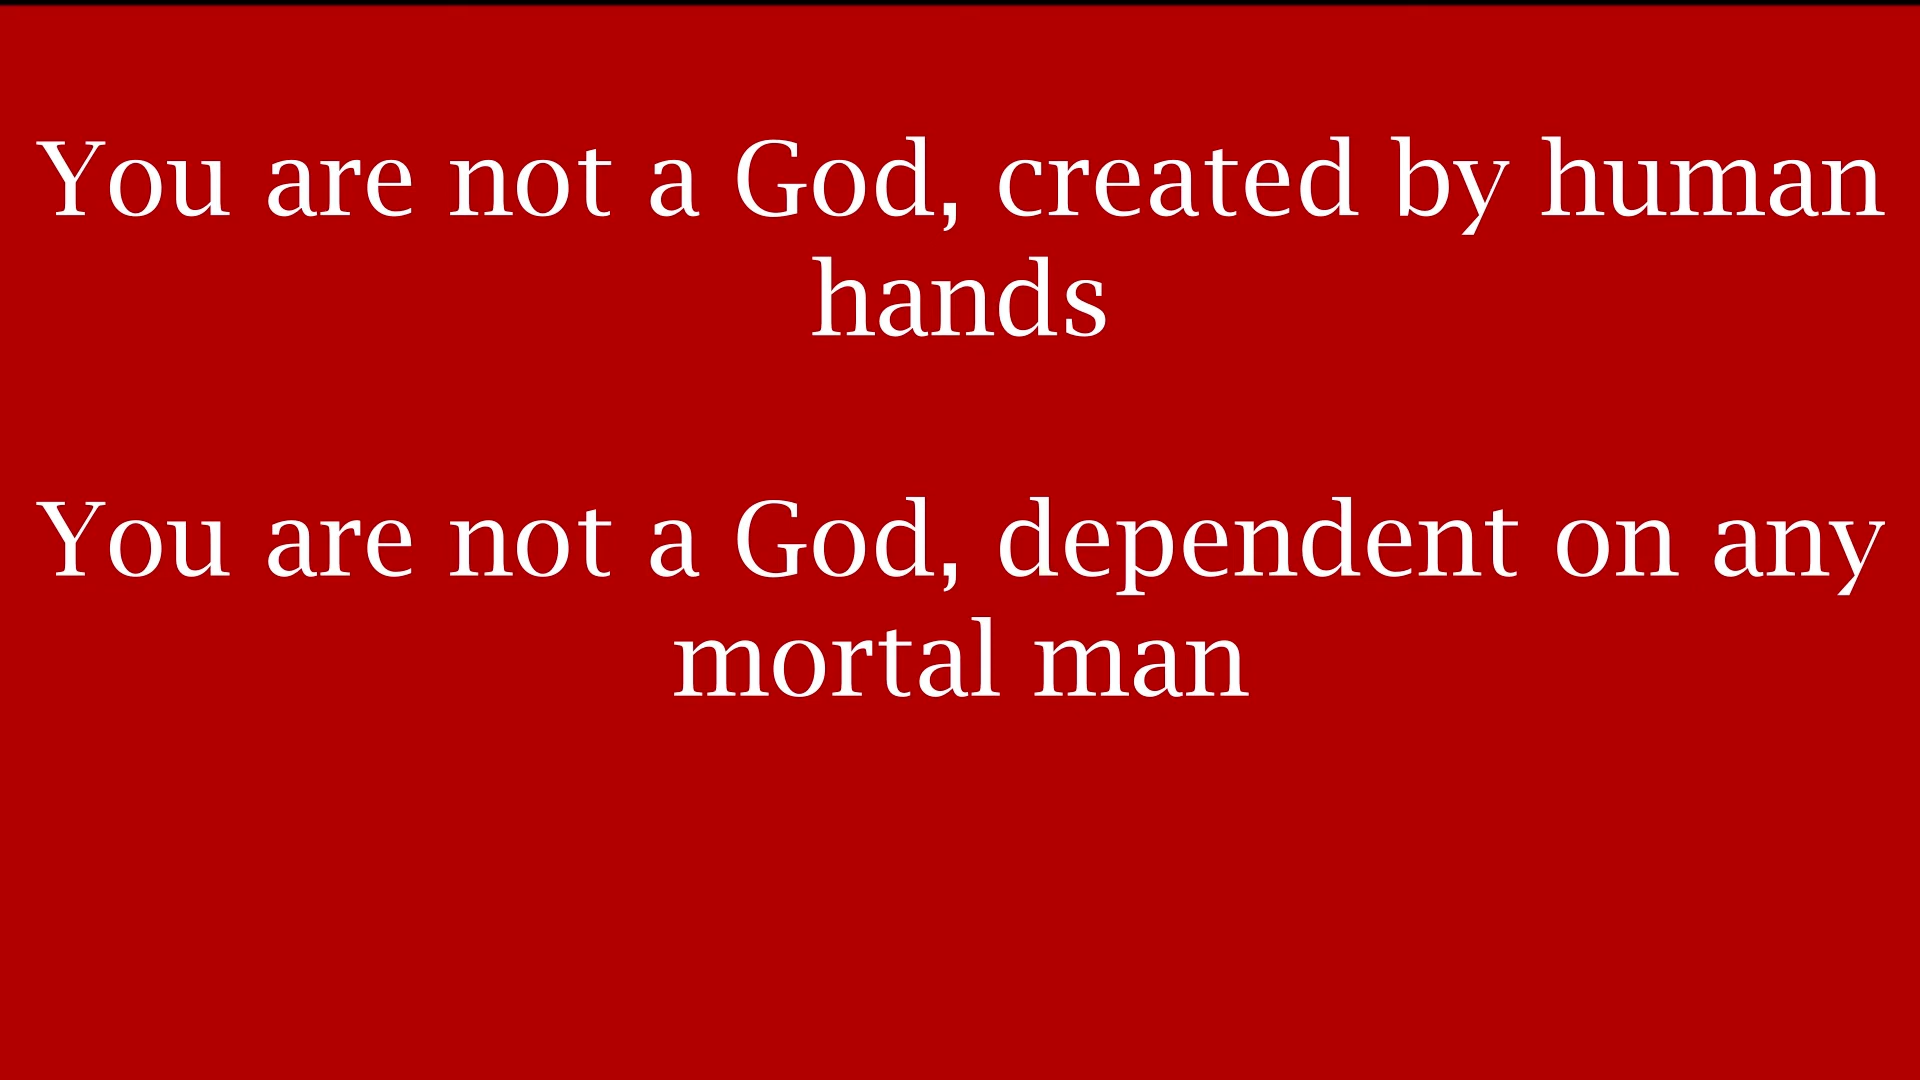 You are not a God, created by human
hands
You are not a God, dependent on any
mortal man